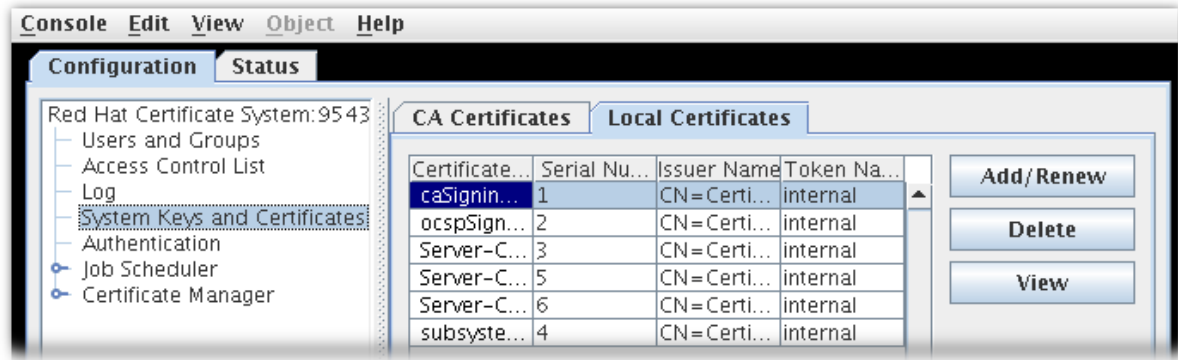 Console Edit View Object Help
Configuration Status
Red Hat Certificate System:9543
Users and Groups
Access Control List
Log
System Keys and Certificates
Authentication
Job Scheduler
Certificate Manager
CA Certificates Local Certificates
Certificate... Serial Nu... Issuer Name Token Na...
caSignin... 1 CN=Certi... internal
ocspSign... 2 CN=Certi... internal
Server-C... 3 CN=Certi... internal
Server-C... 5 CN=Certi... internal
Server-C... 6 CN=Certi... internal
subsyste... 4 CN=Certi... internal
Add/Renew
Delete
View